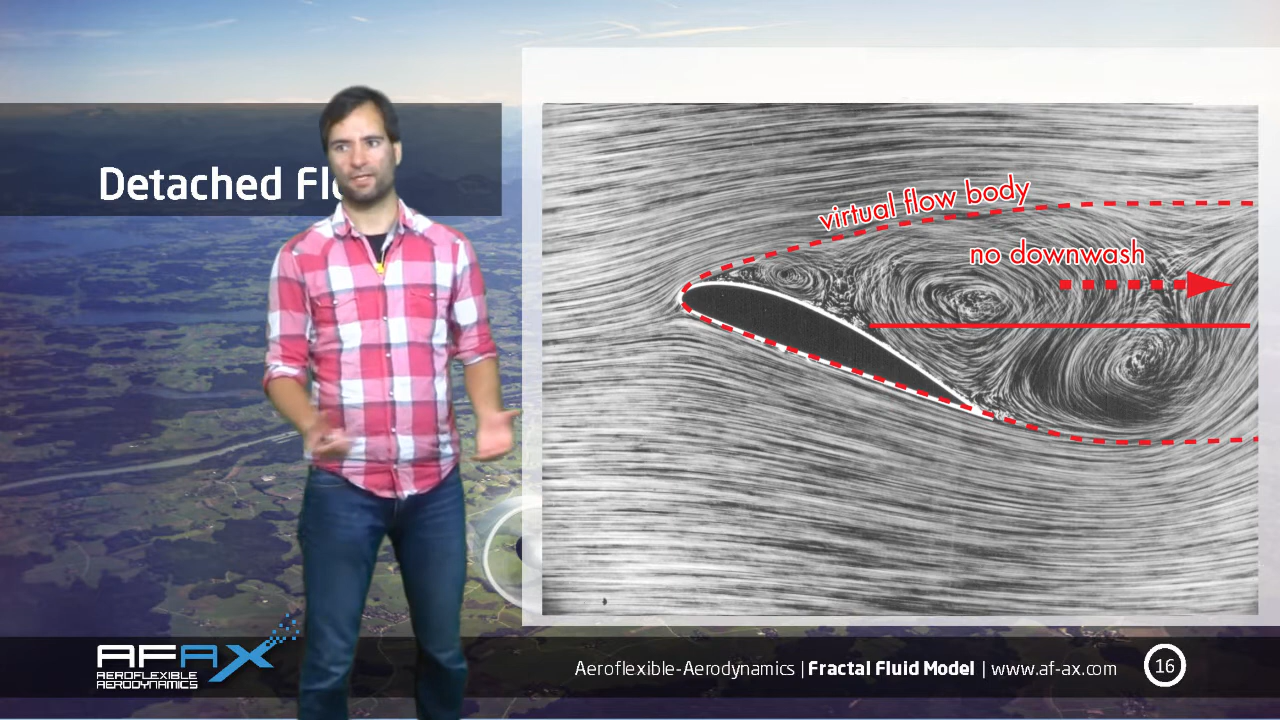 Detached Fl
virtual flow body
no downwash
AFAX
AEROFLEXIBLE
AERODYNAMICS
Aeroflexible-Aerodynamics | Fractal Fluid Model | www.af-ax.com
16